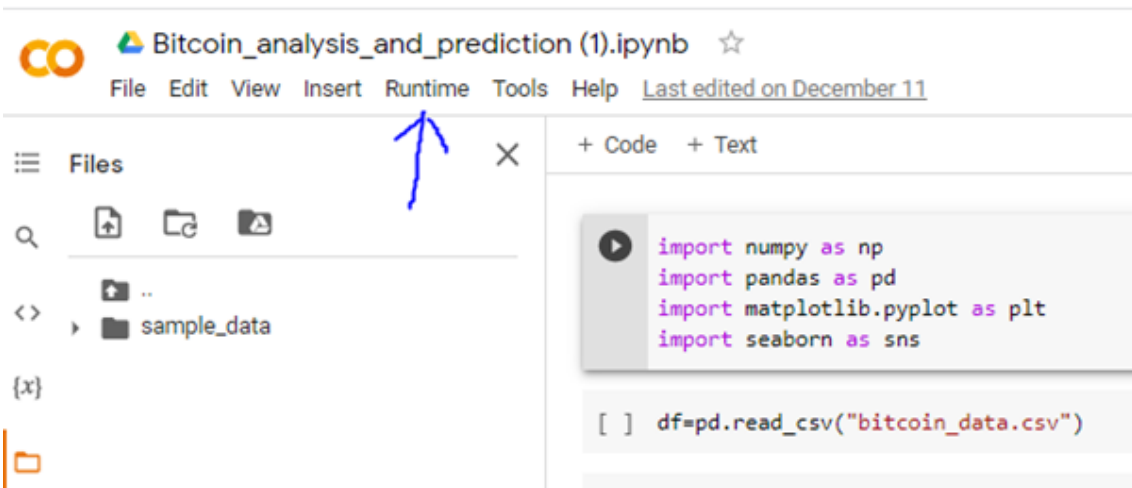 Bitcoin_analysis_and_prediction (1).ipynb
File Edit View Insert Runtime Tools Help Last edited on December 11
Files
..
sample_data
{x}
+ Code + Text
import numpy as np
import pandas as pd
import matplotlib.pyplot as plt
import seaborn as sns
[ ] df=pd.read_csv("bitcoin_data.csv")